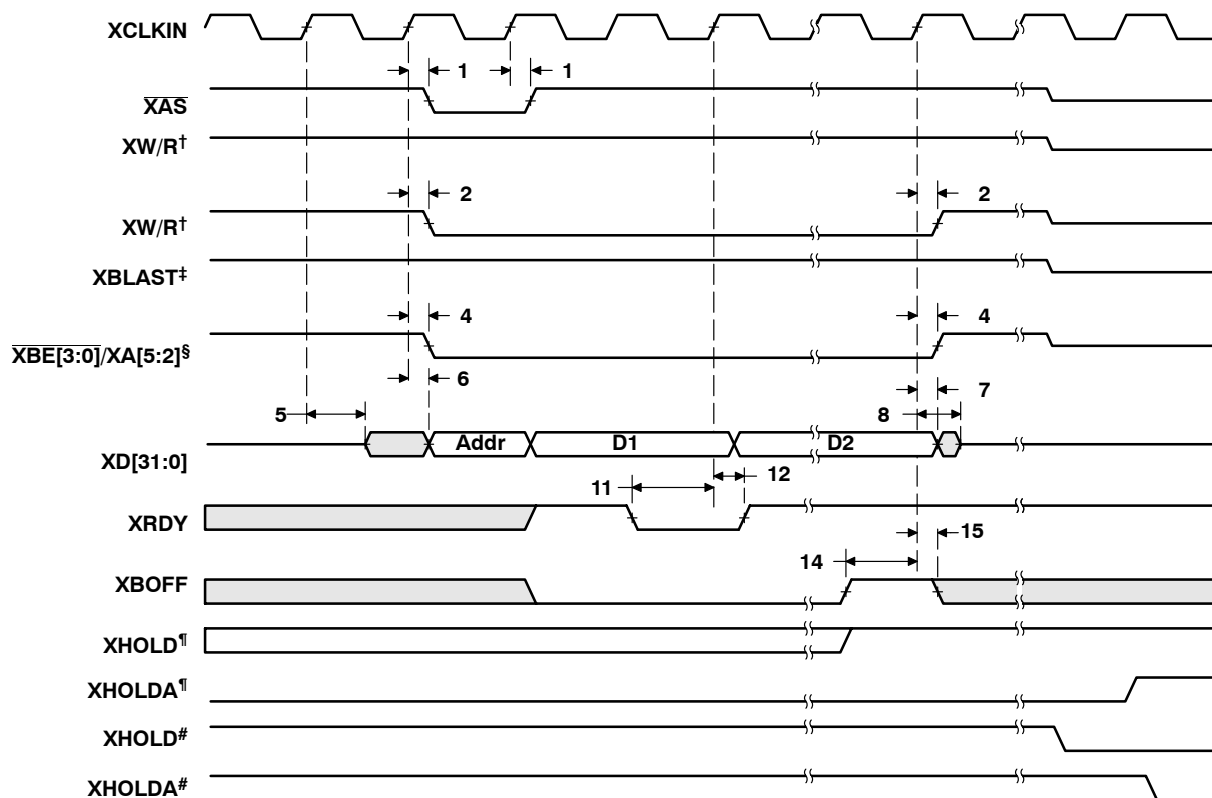 XCLKIN
1 1
XAS
XW/R†
2 2
XW/R†
XBLAST‡
4 4
XBE[3:0]/XA[5:2]§
6 7
5 8
Addr D1 D2
XD[31:0]
12
11
XRDY
15
14
XBOFF
XHOLD¶
XHOLDA¶
XHOLD#
XHOLDA#